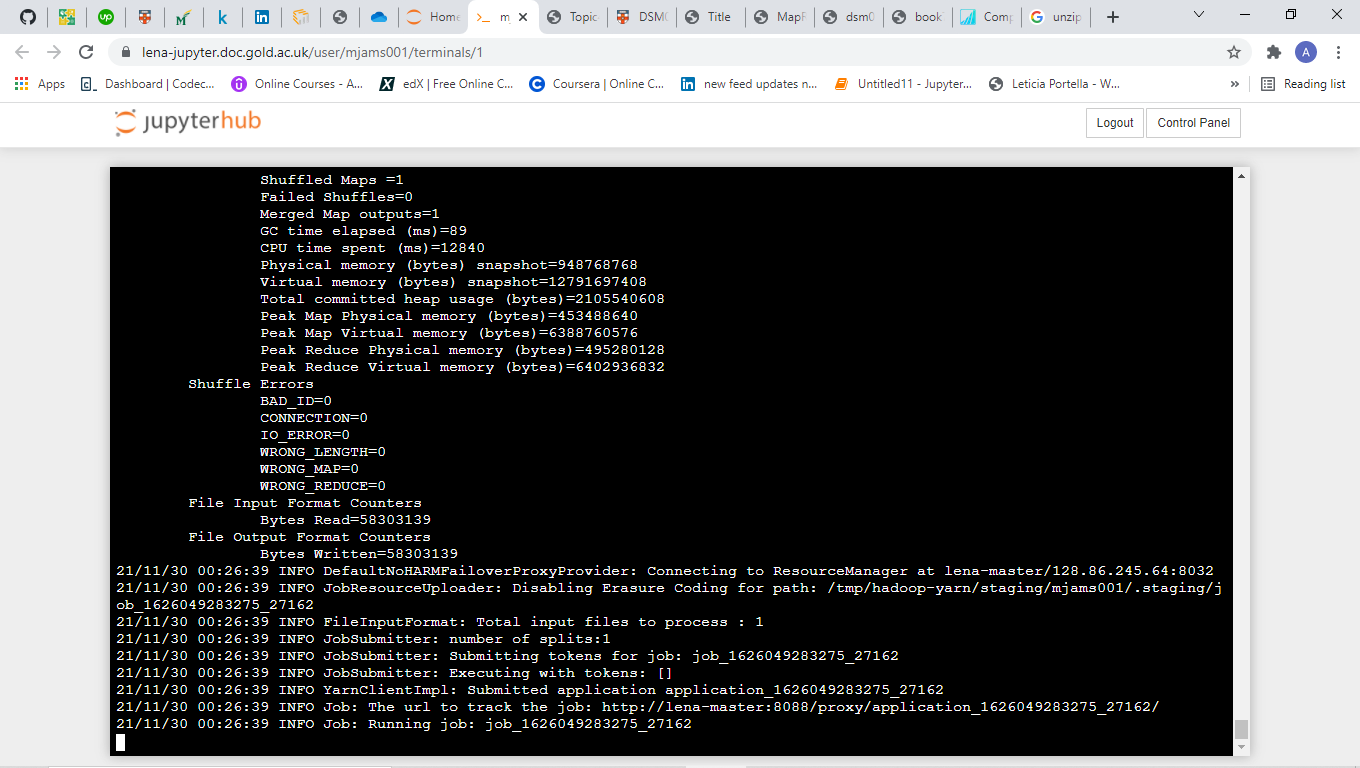 Home
m
Topic
DSM
Title
Map
dsm0
book
Comp
unzip
lena-jupyter.doc.gold.ac.uk/user/mjams001/terminals/1
A
Apps
Dashboard | Codec...
Online Courses - A...
edX | Free Online C...
Coursera | Online C...
new feed updates n...
Untitled11 - Jupyter...
Leticia Portella - W...
»
Reading list
jupyterhub
Logout
Control Panel
Shuffled Maps =1
Failed Shuffles=0
Merged Map outputs=1
GC time elapsed (ms)=89
CPU time spent (ms)=12840
Physical memory (bytes) snapshot=948768768
Virtual memory (bytes) snapshot=12791697408
Total committed heap usage (bytes)=2105540608
Peak Map Physical memory (bytes)=453488640
Peak Map Virtual memory (bytes)=6388760576
Peak Reduce Physical memory (bytes)=495280128
Peak Reduce Virtual memory (bytes)=6402936832
Shuffle Errors
BAD_ID=0
CONNECTION=0
IO_ERROR=0
WRONG_LENGTH=0
WRONG_MAP=0
WRONG_REDUCE=0
File Input Format Counters
Bytes Read=58303139
File Output Format Counters
Bytes Written=58303139
21/11/30 00:26:39 INFO DefaultNoHARMFailoverProxyProvider: Connecting to ResourceManager at lena-master/128.86.245.64:8032
21/11/30 00:26:39 INFO JobResourceUploader: Disabling Erasure Coding for path: /tmp/hadoop-yarn/staging/mjams001/.staging/j
ob_1626049283275_27162
21/11/30 00:26:39 INFO FileInputFormat: Total input files to process : 1
21/11/30 00:26:39 INFO JobSubmitter: number of splits:1
21/11/30 00:26:39 INFO JobSubmitter: Submitting tokens for job: job_1626049283275_27162
21/11/30 00:26:39 INFO JobSubmitter: Executing with tokens: []
21/11/30 00:26:39 INFO YarnClientImpl: Submitted application application_1626049283275_27162
21/11/30 00:26:39 INFO Job: The url to track the job: http://lena-master:8088/proxy/application_1626049283275_27162/
21/11/30 00:26:39 INFO Job: Running job: job_1626049283275_27162